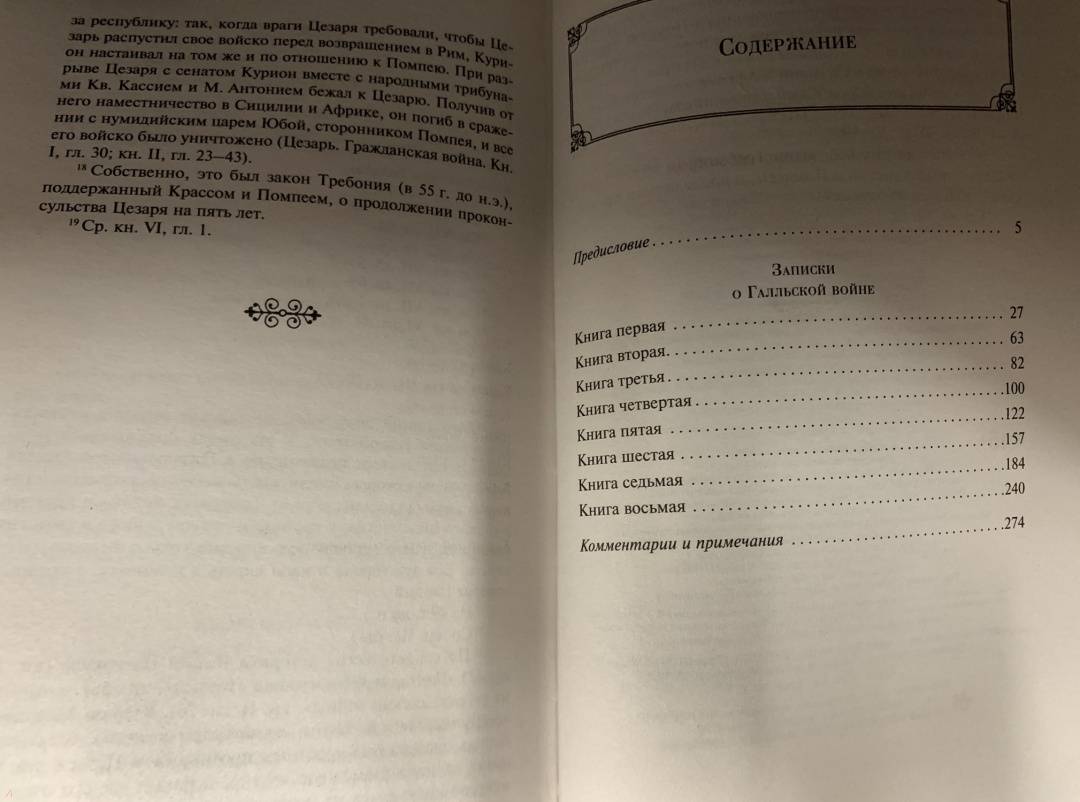 за республику: так, когда враги Цезаря требовали, чтобы Це-
зарь распустил свое войско перед возвращением в Рим, Кури-
он настаивал на том же и по отношению к Помпею. При раз-
рыве Цезаря с сенатом Курион вместе с народными трибуна-
ми Кв. Кассием и М. Антонием бежал к Цезарю. Получив от
него наместничество в Сицилии и Африке, он погиб в сраже-
нии с нумидийским царем Юбой, сторонником Помпея, и все
его войско было уничтожено (Цезарь. Гражданская война. Кн.
I, гл. 30; кн. II, гл. 23—43).
¹⁸ Собственно, это был закон Требония (в 55 г. до н.э.),
поддержанный Крассом и Помпеем, о продолжении прокон-
сульства Цезаря на пять лет.
¹⁹ Ср. кн. VI, гл. 1.
Содержание
Предисловие . . . . . . . . . . 5
Записки
о Галльской войне
Книга первая . . . . . . . . . . 27
Книга вторая. . . . . . . . . . 63
Книга третья . . . . . . . . . . 82
Книга четвертая . . . . . . . . . . 100
Книга пятая . . . . . . . . . . 122
Книга шестая . . . . . . . . . . 157
Книга седьмая . . . . . . . . . . 184
Книга восьмая . . . . . . . . . . 240
Комментарии и примечания . . . . . . . . . . 274